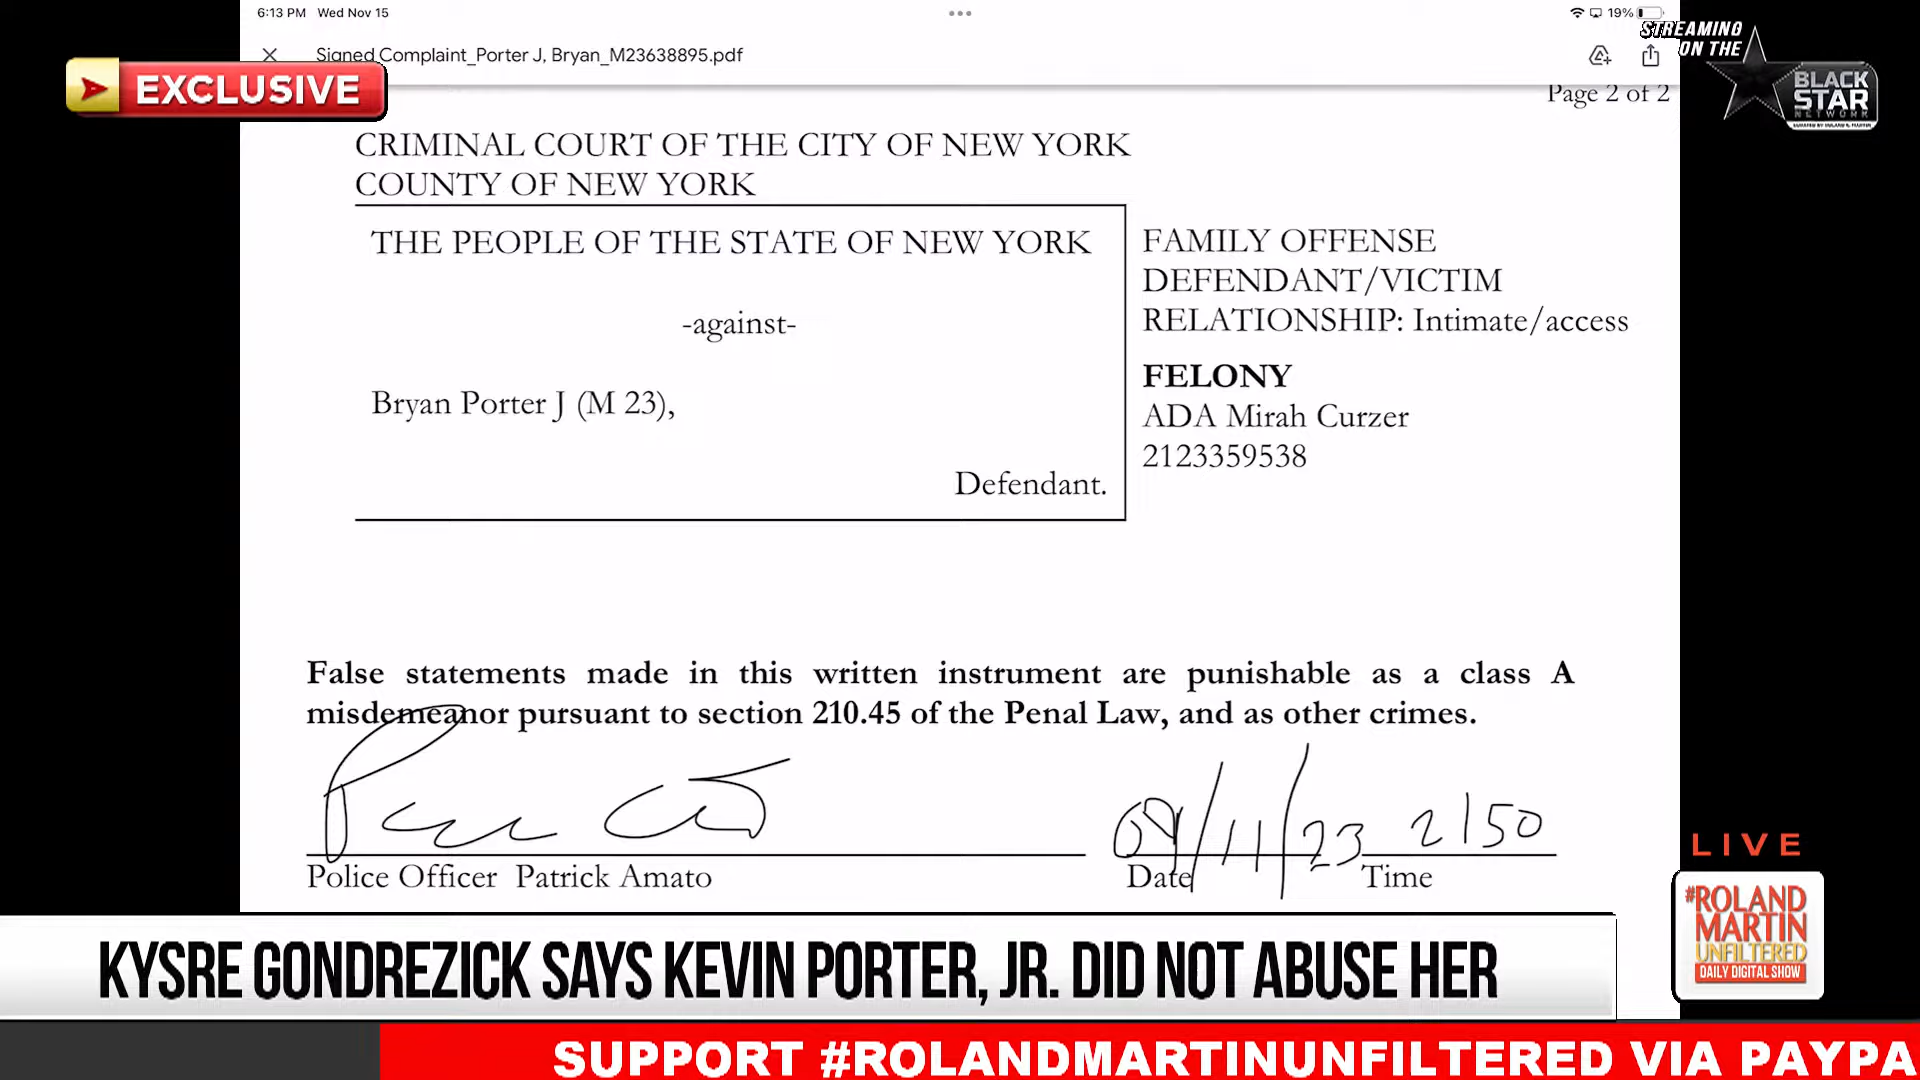 6:13 PM Wed Nov 15
19%
Signed Complaint_Porter J, Bryan_M23638895.pdf
STREAMING
ON THE
BLACK
STAR
NETWORK
EXCLUSIVE
Page 2 of 2
CRIMINAL COURT OF THE CITY OF NEW YORK
COUNTY OF NEW YORK
THE PEOPLE OF THE STATE OF NEW YORK
-against-
Bryan Porter J (M 23),
Defendant.
FAMILY OFFENSE
DEFENDANT/VICTIM
RELATIONSHIP: Intimate/access
FELONY
ADA Mirah Curzer
2123359538
False statements made in this written instrument are punishable as a class A
misdemeanor pursuant to section 210.45 of the Penal Law, and as other crimes.
09/11/23 2150
Police Officer Patrick Amato
Date
Time
LIVE
#ROLAND
MARTIN
UNFILTERED
DAILY DIGITAL SHOW
KYSRE GONDREZICK SAYS KEVIN PORTER, JR. DID NOT ABUSE HER
SUPPORT #ROLANDMARTINUNFILTERED VIA PAYPA